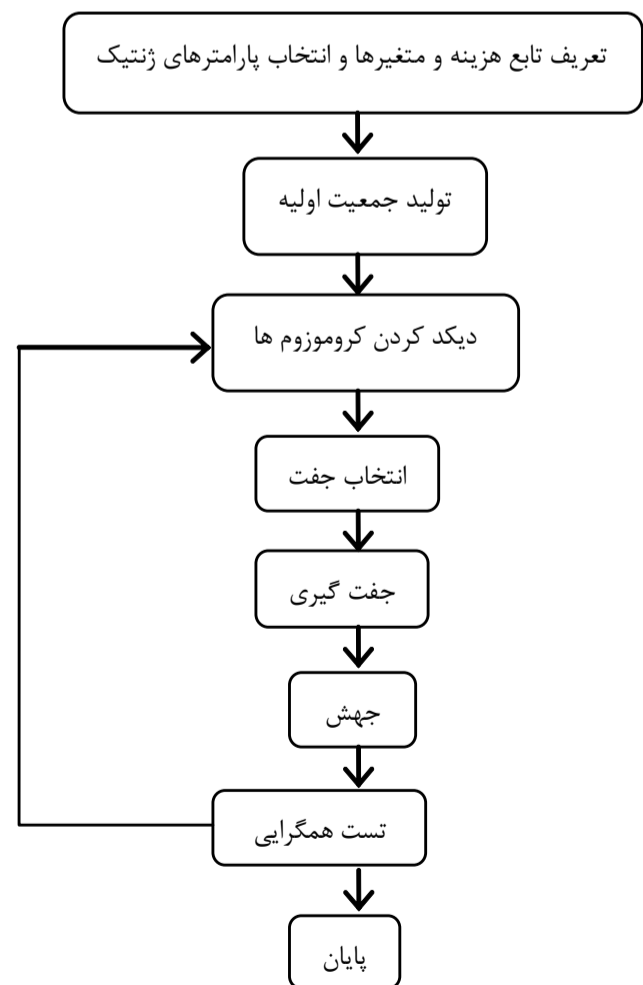 تعریف تابع هزینه و متغیرها و انتخاب پارامترهای ژنتیک
تولید جمعیت اولیه
دیکد کردن کروموزوم ها
انتخاب جفت
جفت گیری
جهش
تست همگرایی
پایان